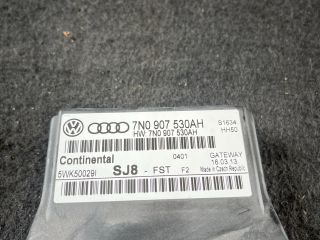 7N0 907 530AH S1634
HW: 7N0 907 530AH HH50
Continental 0401 GATEWAY
16.03.13
5WK50029I SJ8 - FST F2 Made in Czech Republic